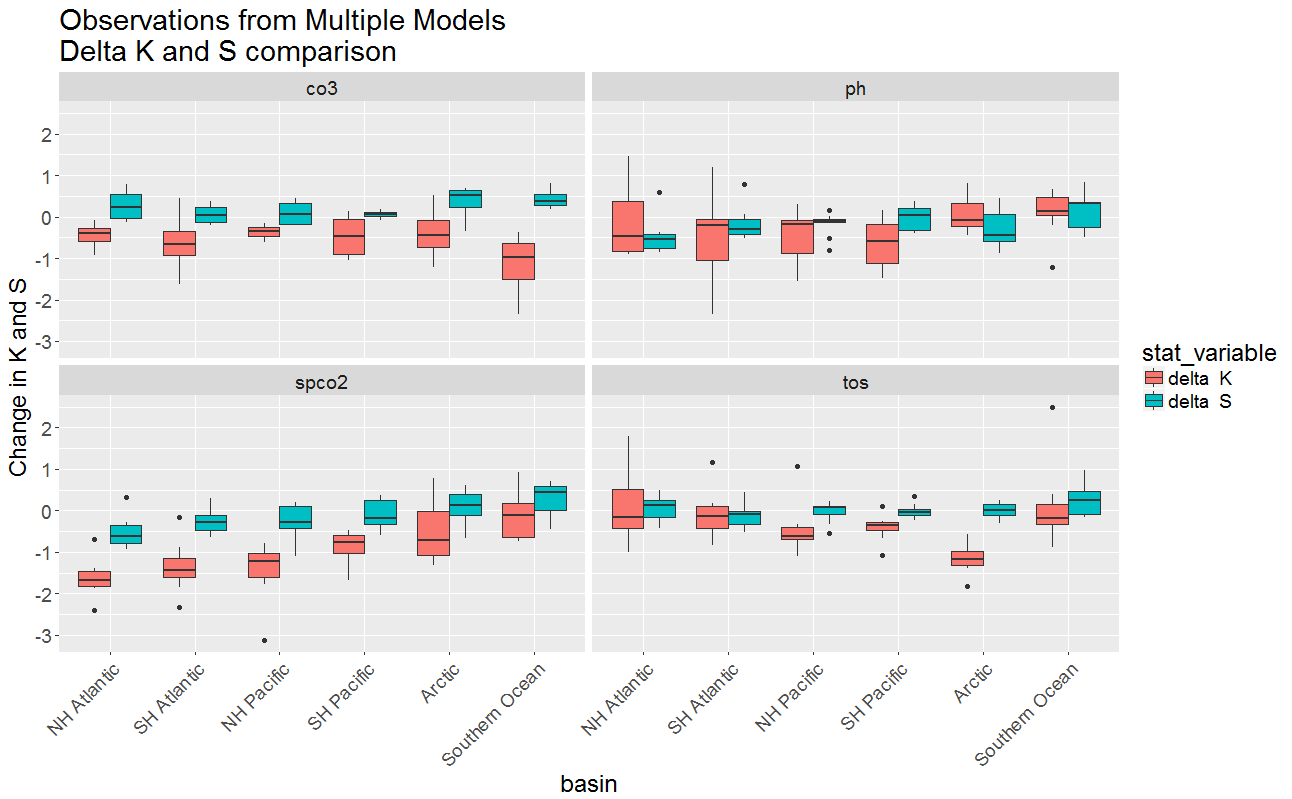 Observations from Multiple Models
Delta K and S comparison
co3
ph
2
1
0
-1
-2
-3
spco2
tos
2
1
0
-1
-2
-3
Change in K and S
NH Atlantic
SH Atlantic
NH Pacific
SH Pacific
Arctic
Southern Ocean
NH Atlantic
SH Atlantic
NH Pacific
SH Pacific
Arctic
Southern Ocean
basin
stat_variable
delta K
delta S